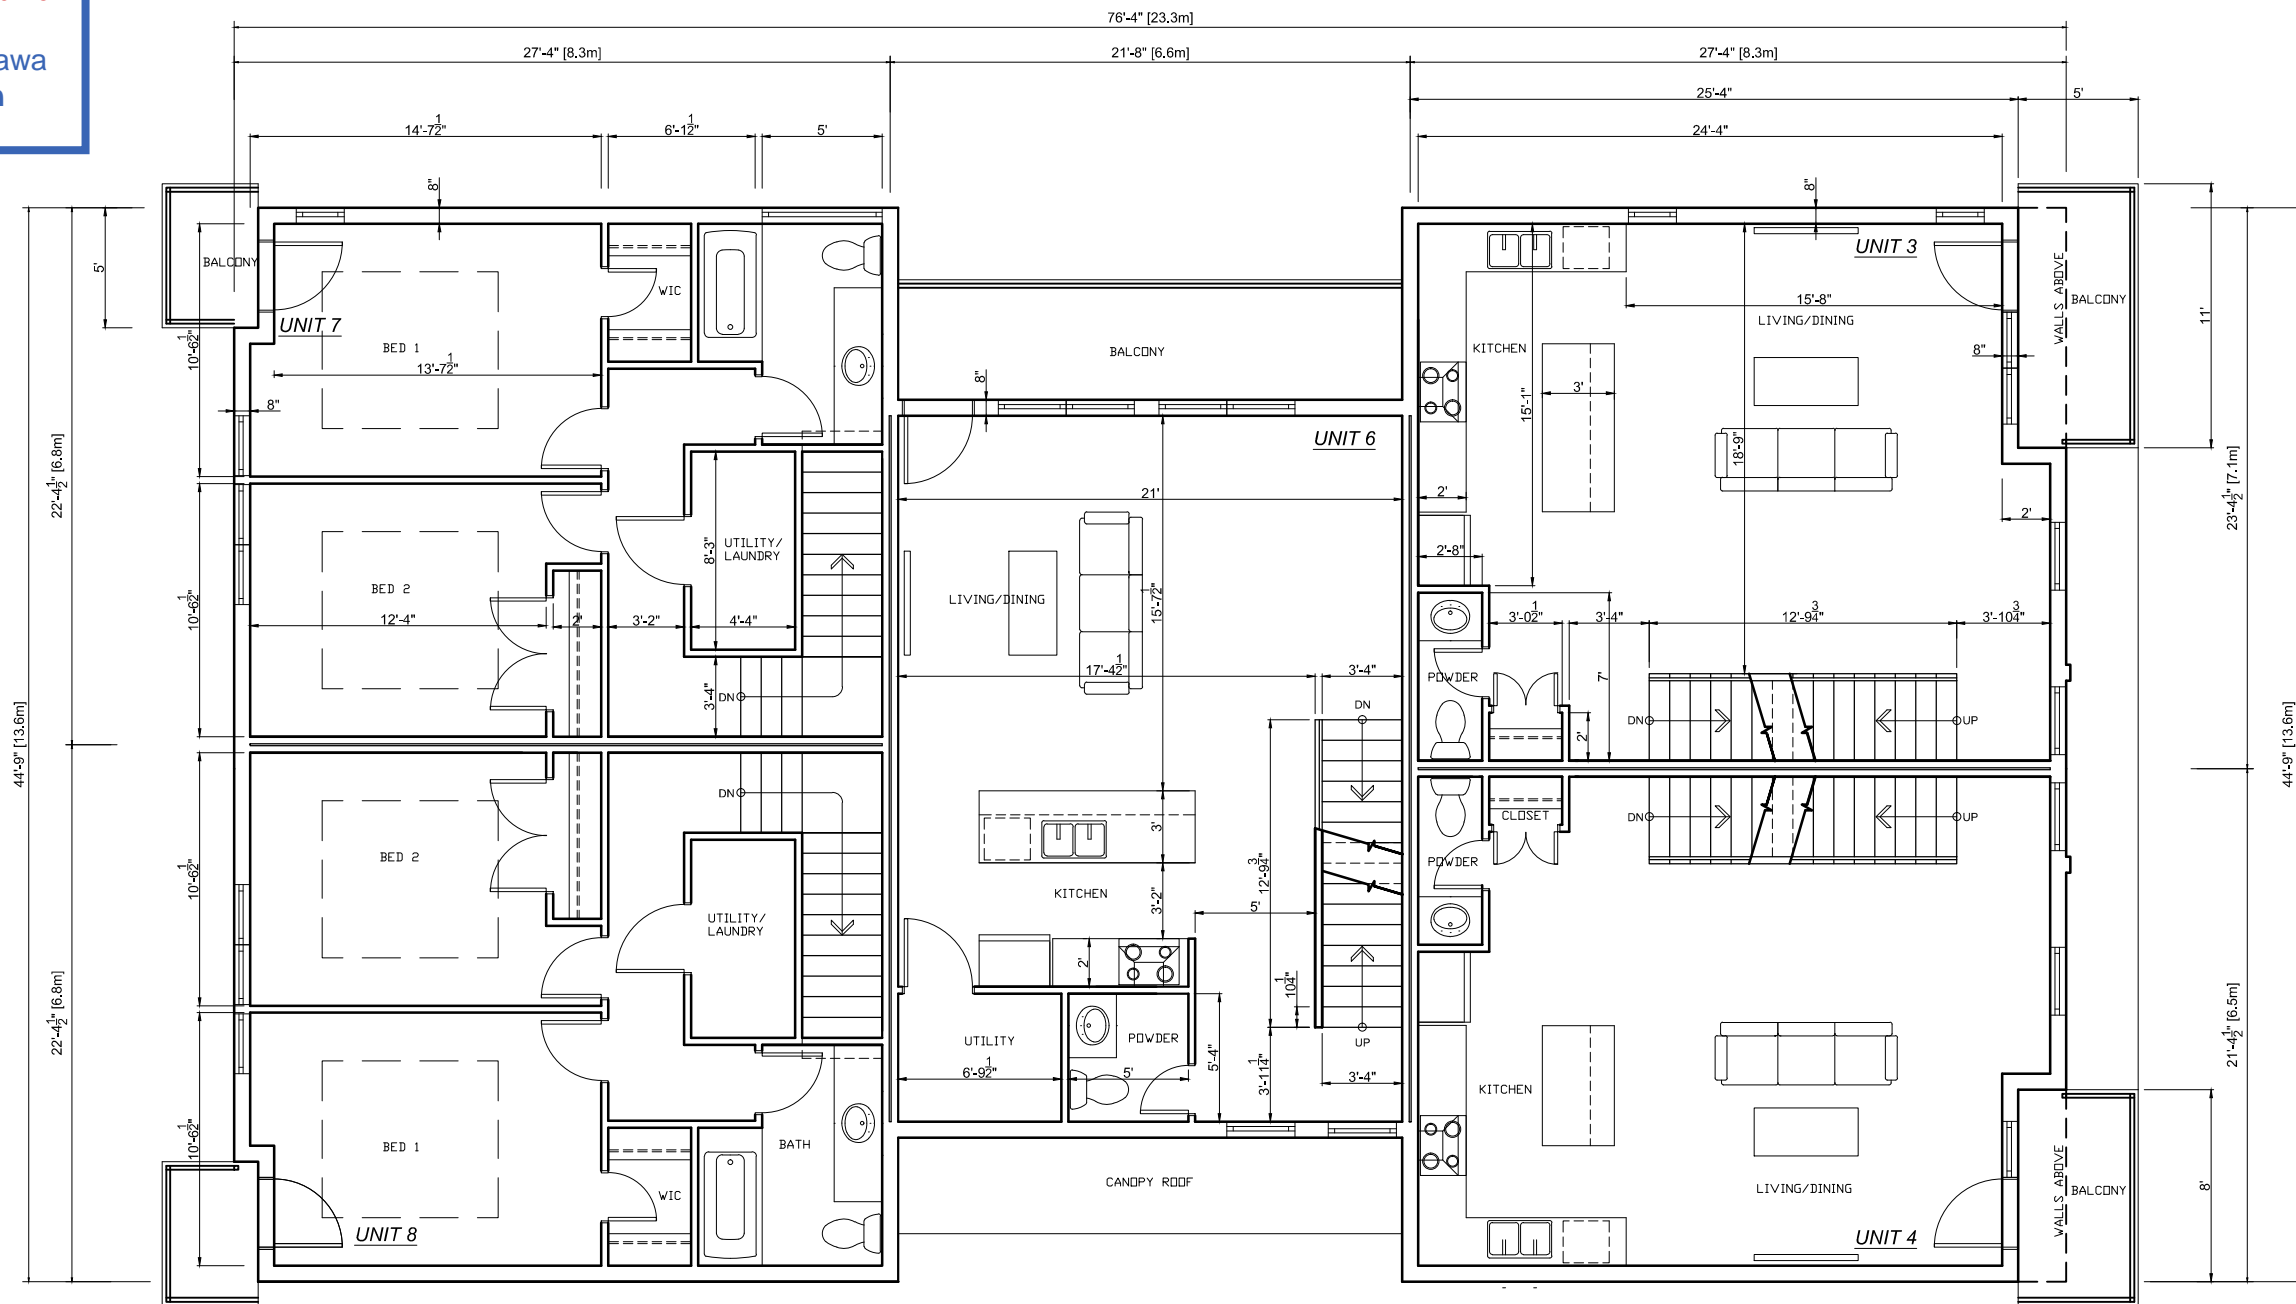 awa
76'-4" [23.3m]
27'-4" [8.3m]
21'-8" [6.6m]
27'-4" [8.3m]
25'-4"
5'
14'-7 1/2"
6'-1 1/2"
5'
24'-4"
8"
8"
UNIT 7
BALCONY
5'
WIC
BED 1
13'-7 1/2"
10'-6 1/2"
8"
22'-4 1/2" [6.8m]
BED 2
12'-4"
2'
3'-2"
4'-4"
8'-3"
UTILITY/
LAUNDRY
10'-6 1/2"
3'-4"
DN
44'-9" [13.6m]
BALCONY
8"
UNIT 6
21'
LIVING/DINING
15'-7 1/2"
17'-4 1/2"
3'-4"
DN
3'
KITCHEN
3'-2"
12'-9 3/4"
5'
2'
10 1/4"
UTILITY
6'-9 1/2"
POWDER
5'
5'-4"
3'-11 1/4"
UP
3'-4"
CANOPY ROOF
UNIT 3
WALLS ABOVE
BALCONY
11'
15'-8"
LIVING/DINING
KITCHEN
3'
15'-1"
8"
18'-9"
2'
2'
2'-8"
23'-4 1/2" [7.1m]
3'-0 1/2"
3'-4"
12'-9 3/4"
3'-10 3/4"
POWDER
7'
2'
DN
UP
44'-9" [13.6m]
DN
BED 2
10'-6 1/2"
UTILITY/
LAUNDRY
22'-4 1/2" [6.8m]
BED 1
10'-6 1/2"
BATH
WIC
UNIT 8
CLOSET
DN
UP
POWDER
KITCHEN
21'-4 1/2" [6.5m]
LIVING/DINING
WALLS ABOVE
BALCONY
8'
UNIT 4